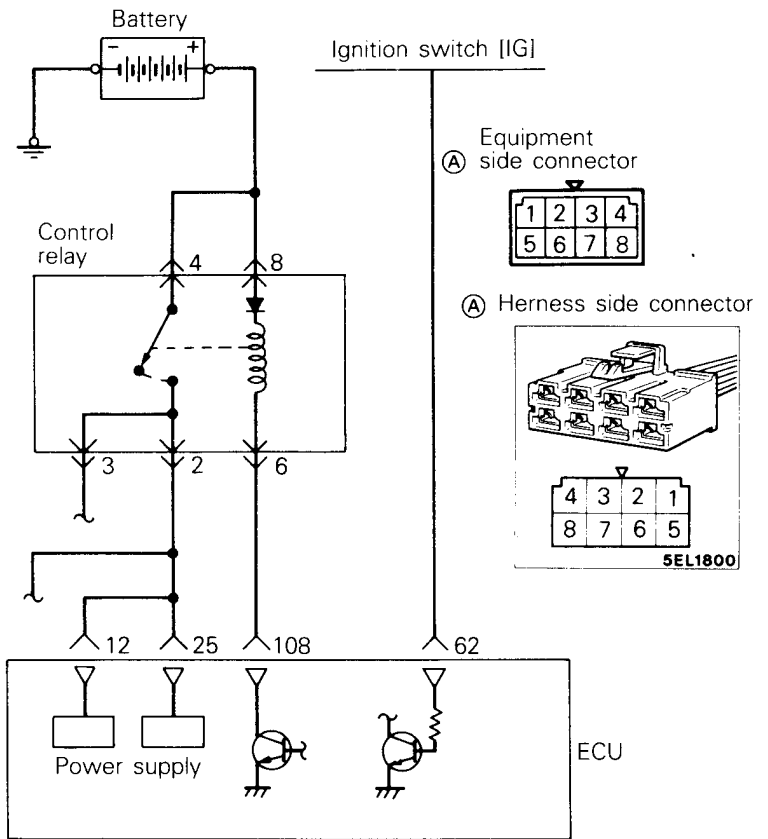 Battery
- +
Ignition switch [IG]
Ⓐ Equipment
side connector
1 2 3 4
5 6 7 8
Control
relay
4 8
Ⓐ Herness side connector
3 2 6
4 3 2 1
8 7 6 5
5EL1800
12 25 108 62
Power supply
ECU